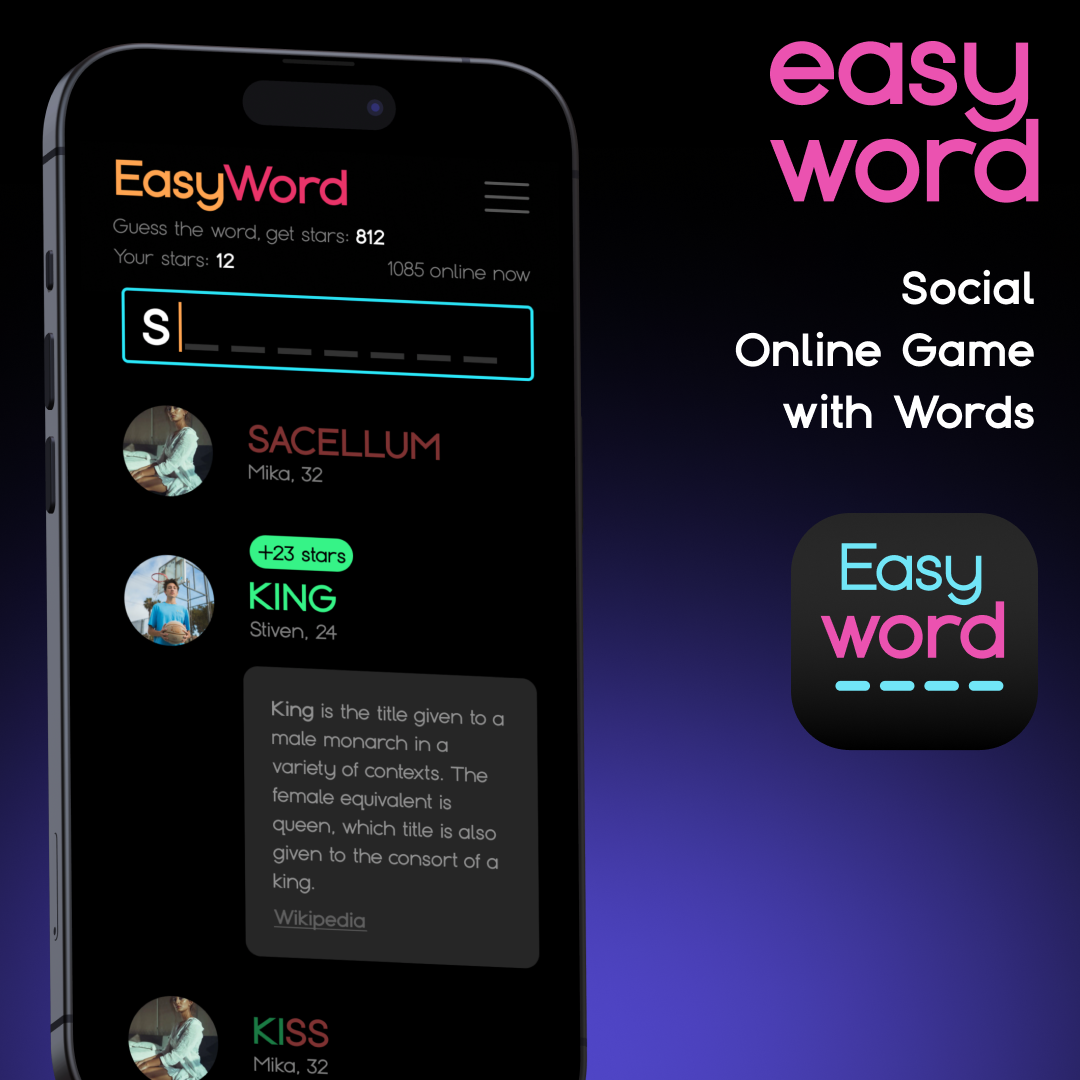 easy
word
Social
Online Game
with Words
Easy
word
EasyWord
Guess the word, get stars: 812
Your stars: 12
1085 online now
S
SACELLUM
Mika, 32
+23 stars
KING
Stiven, 24
King is the title given to a
male monarch in a
variety of contexts. The
female equivalent is
queen, which title is also
given to the consort of a
king.
Wikipedia
KISS
Mika, 32